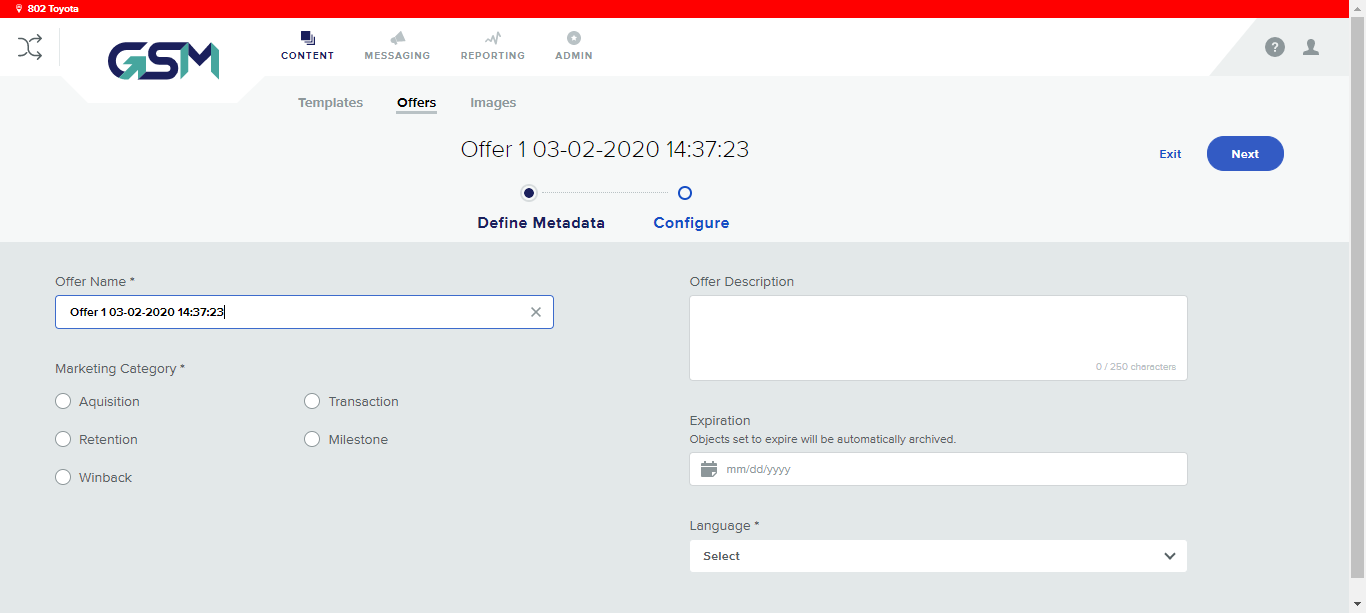 802 Toyota
GSM
CONTENT MESSAGING REPORTING ADMIN
?
Templates Offers Images
Offer 1 03-02-2020 14:37:23
Exit Next
Define Metadata Configure
Offer Name *
Offer 1 03-02-2020 14:37:23
Marketing Category *
Aquisition Transaction
Retention Milestone
Winback
Offer Description
0 / 250 characters
Expiration
Objects set to expire will be automatically archived.
mm/dd/yyyy
Language *
Select